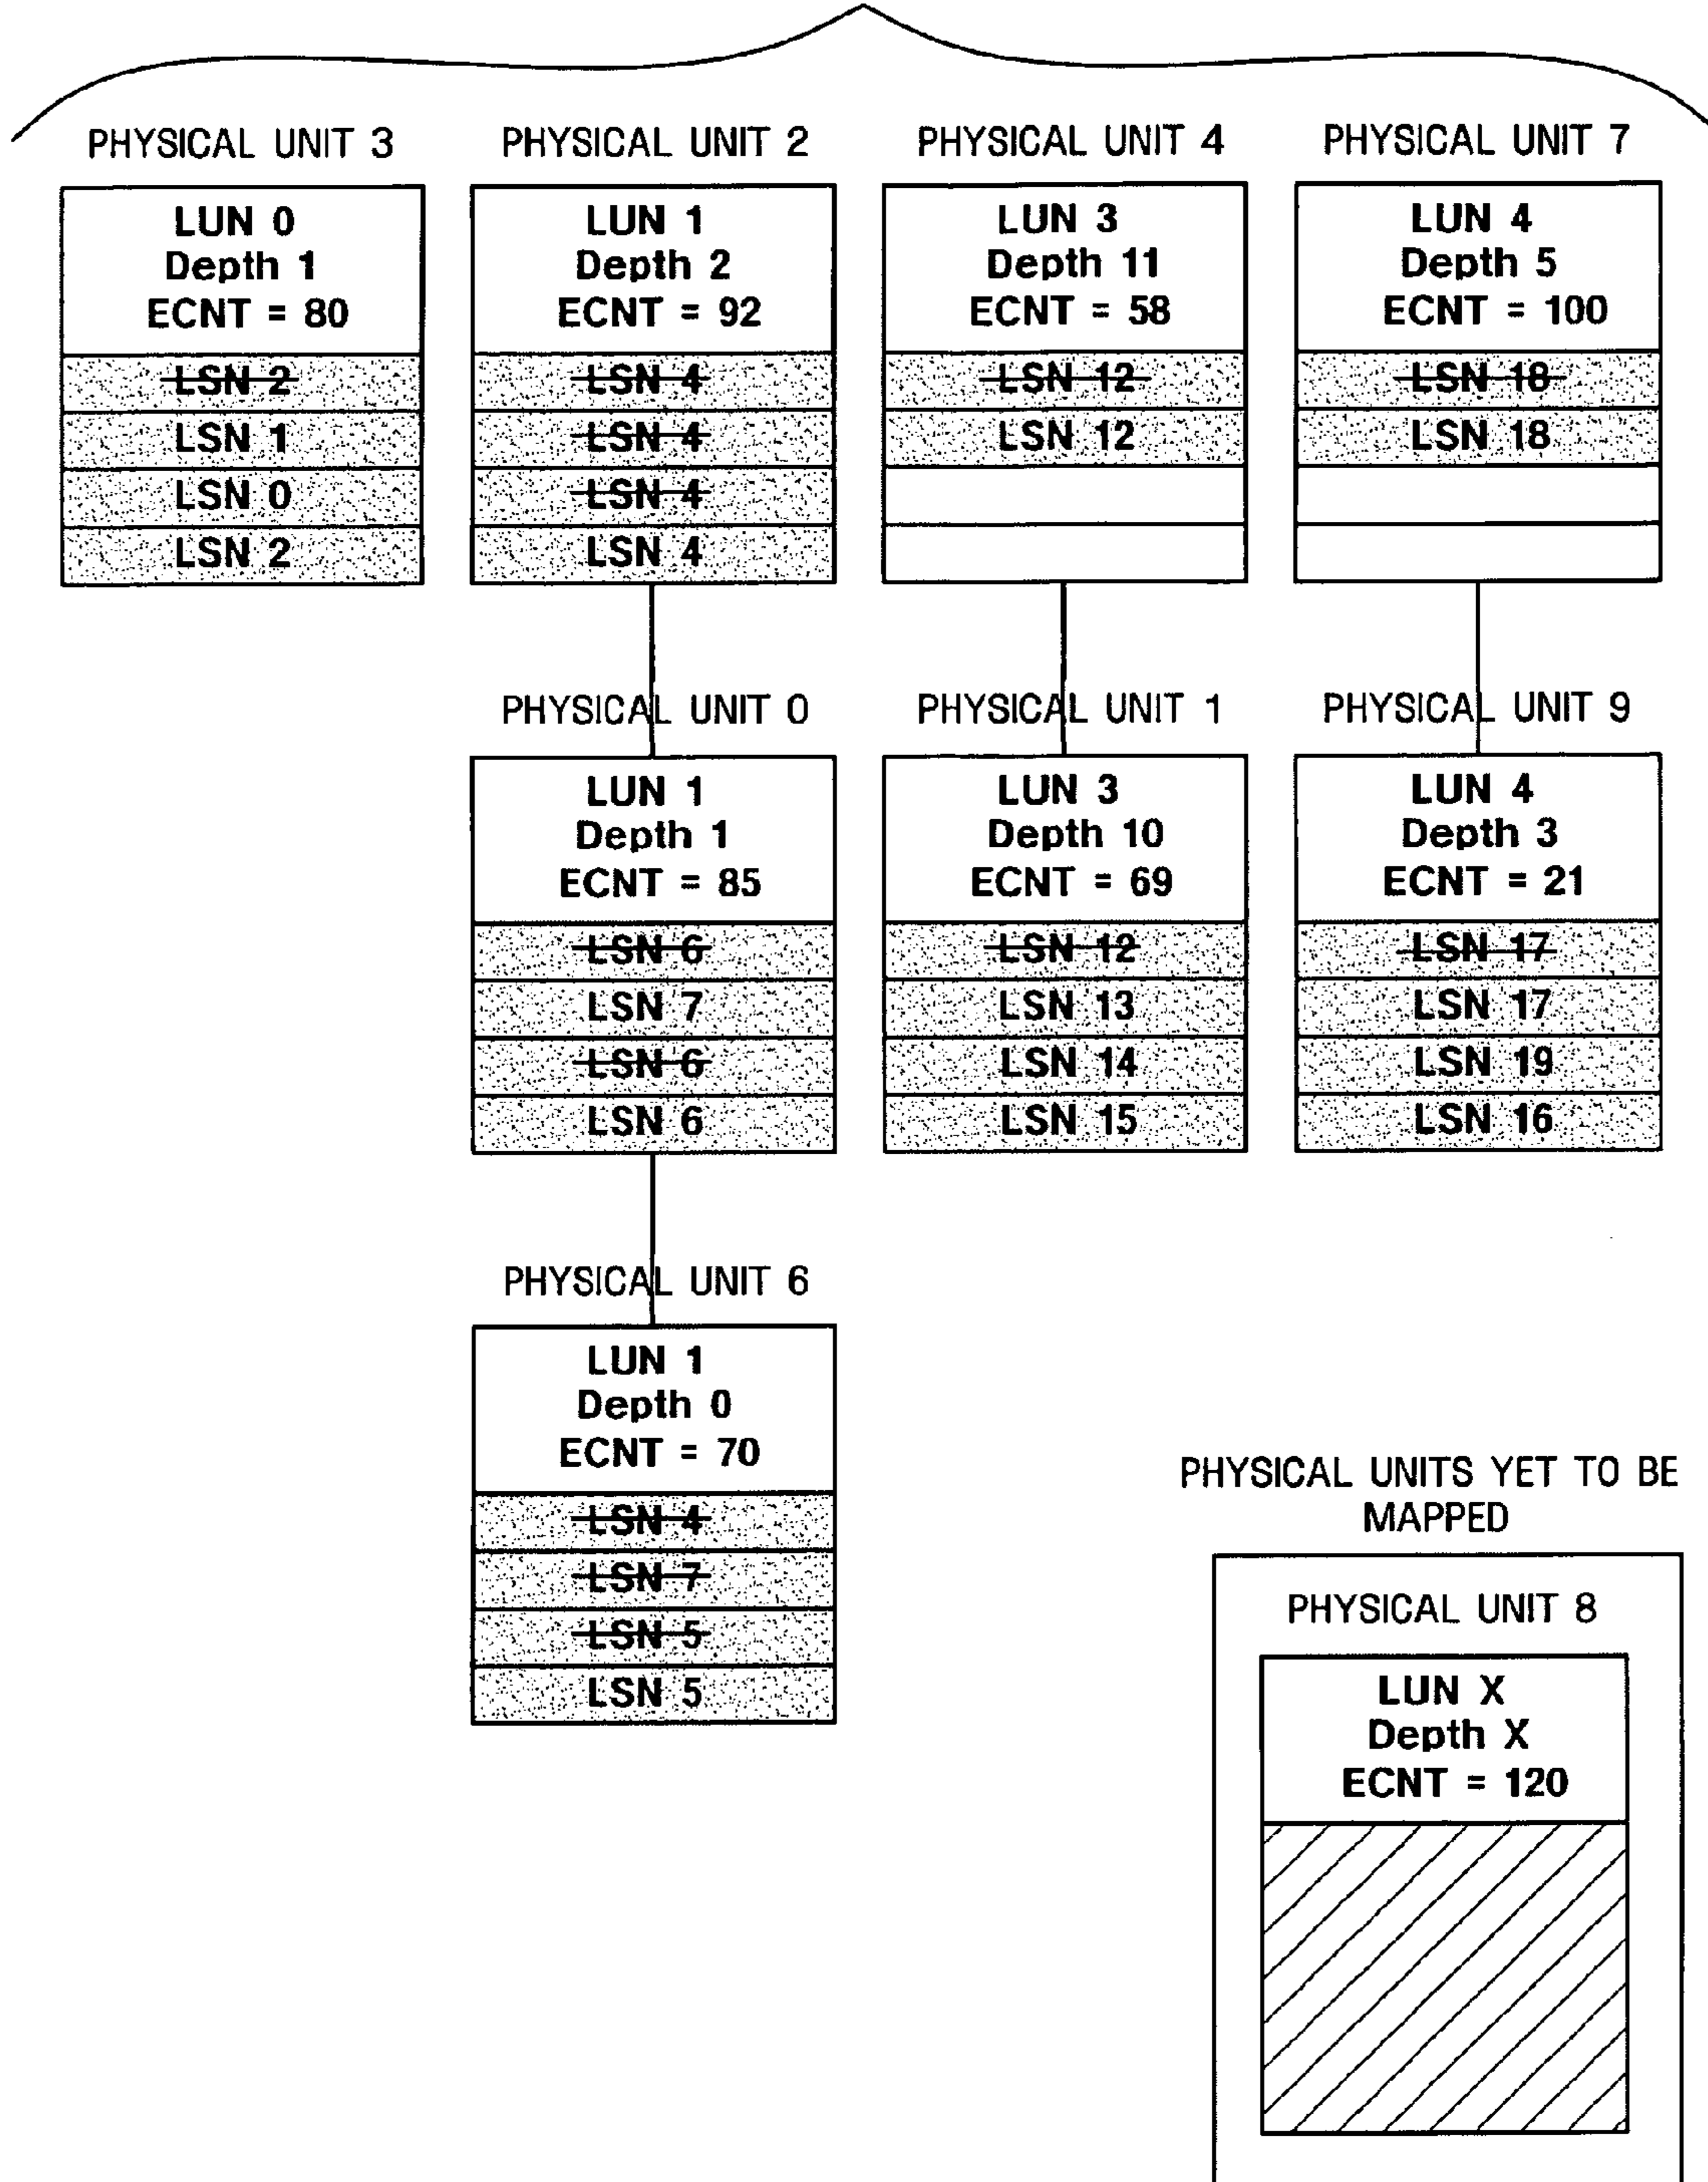 PHYSICAL UNIT 3
LUN 0
Depth 1
ECNT = 80
LSN 2
LSN 1
LSN 0
LSN 2
PHYSICAL UNIT 2
LUN 1
Depth 2
ECNT = 92
LSN 4
LSN 4
LSN 4
LSN 4
PHYSICAL UNIT 4
LUN 3
Depth 11
ECNT = 58
LSN 12
LSN 12
PHYSICAL UNIT 7
LUN 4
Depth 5
ECNT = 100
LSN 18
LSN 18
PHYSICAL UNIT 0
LUN 1
Depth 1
ECNT = 85
LSN 6
LSN 7
LSN 6
LSN 6
PHYSICAL UNIT 1
LUN 3
Depth 10
ECNT = 69
LSN 12
LSN 13
LSN 14
LSN 15
PHYSICAL UNIT 9
LUN 4
Depth 3
ECNT = 21
LSN 17
LSN 17
LSN 19
LSN 16
PHYSICAL UNIT 6
LUN 1
Depth 0
ECNT = 70
LSN 4
LSN 7
LSN 5
LSN 5
PHYSICAL UNITS YET TO BE
MAPPED
PHYSICAL UNIT 8
LUN X
Depth X
ECNT = 120